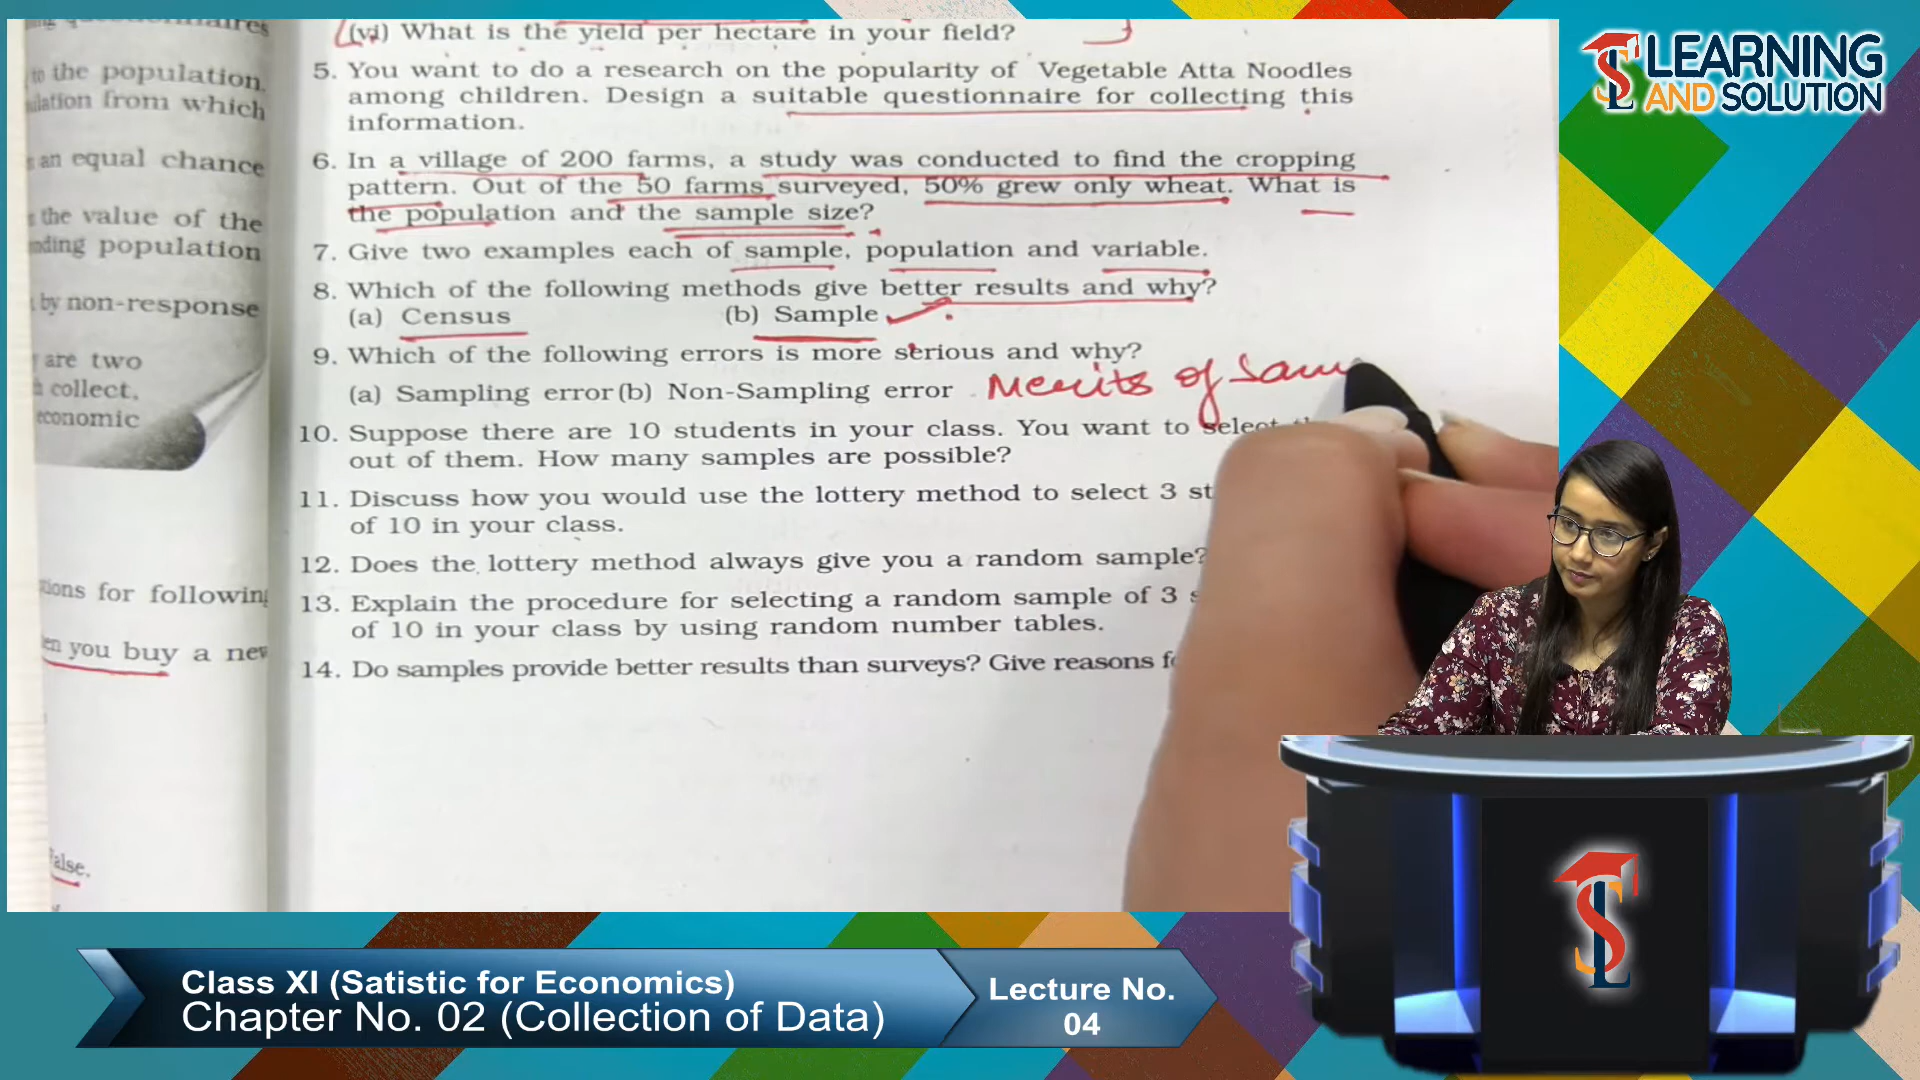 (vi) What is the yield per hectare in your field?
5. You want to do a research on the popularity of Vegetable Atta Noodles
among children. Design a suitable questionnaire for collecting this
information.
6. In a village of 200 farms, a study was conducted to find the cropping
pattern. Out of the 50 farms surveyed, 50% grew only wheat. What is
the population and the sample size?
7. Give two examples each of sample, population and variable.
8. Which of the following methods give better results and why?
(a) Census (b) Sample
9. Which of the following errors is more serious and why?
(a) Sampling error (b) Non-Sampling error
Merits of Sam
10. Suppose there are 10 students in your class. You want to select
out of them. How many samples are possible?
11. Discuss how you would use the lottery method to select 3 st
of 10 in your class.
12. Does the lottery method always give you a random sample?
13. Explain the procedure for selecting a random sample of 3 s
of 10 in your class by using random number tables.
14. Do samples provide better results than surveys? Give reasons
to the population.
from which
an equal chance
the value of the
population
by non-response
are two
collect,
economic
for following
you buy a new
False.
LEARNING
AND SOLUTION
SL
Class XI (Satistic for Economics)
Chapter No. 02 (Collection of Data)
Lecture No.
04